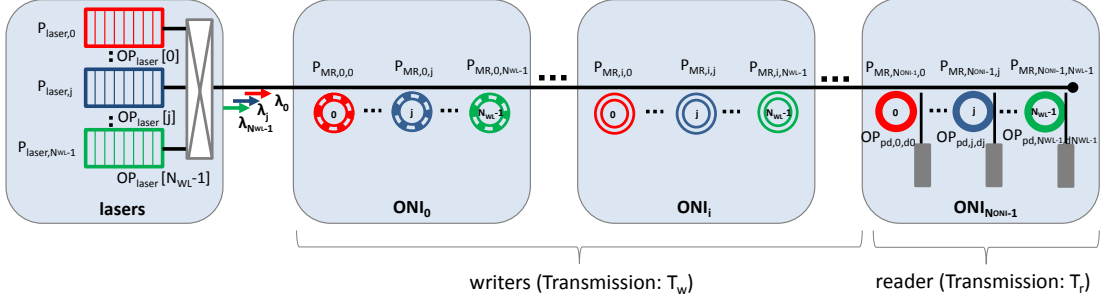 P_laser,0
OP_laser [0]
P_laser,j
OP_laser [j]
P_laser,N_WL-1
OP_laser [N_WL-1]
lasers
λ_0
λ_j
λ_N_WL-1
P_MR,0,0 P_MR,0,j P_MR,0,N_WL-1
0 j N_WL-1
ONI_0
P_MR,i,0 P_MR,i,j P_MR,i,N_WL-1
0 j N_WL-1
ONI_i
P_MR,N_ONI-1,0 P_MR,N_ONI-1,j P_MR,N_ONI-1,N_WL-1
0 j N_WL-1
OP_pd,0,d0 OP_pd,j,dj OP_pd,N_WL-1,dN_WL-1
ONI_N_ONI-1
writers (Transmission: T_w)
reader (Transmission: T_r)